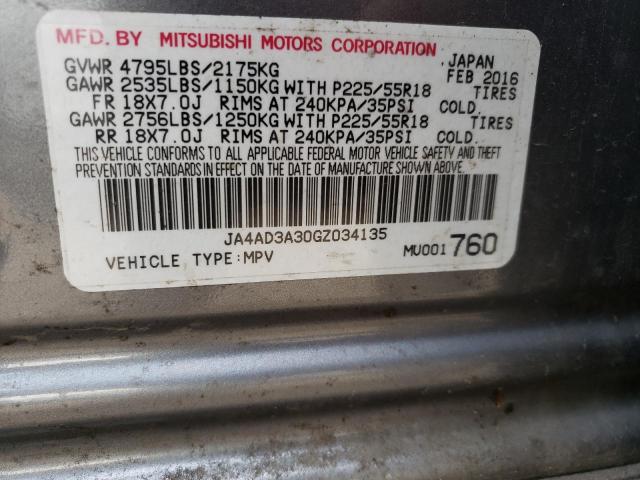 MFD. BY MITSUBISHI MOTORS CORPORATION
GVWR 4795LBS/2175KG JAPAN FEB 2016
GAWR 2535LBS/1150KG WITH P225/55R18 TIRES
FR 18X7.0J RIMS AT 240KPA/35PSI COLD.
GAWR 2756LBS/1250KG WITH P225/55R18 TIRES
RR 18X7.0J RIMS AT 240KPA/35PSI COLD.
THIS VEHICLE CONFORMS TO ALL APPLICABLE FEDERAL MOTOR VEHICLE SAFETY AND THEFT
PREVENTION STANDARDS IN EFFECT ON THE DATE OF MANUFACTURE SHOWN ABOVE.
JA4AD3A30GZ034135
VEHICLE TYPE:MPV MU001760